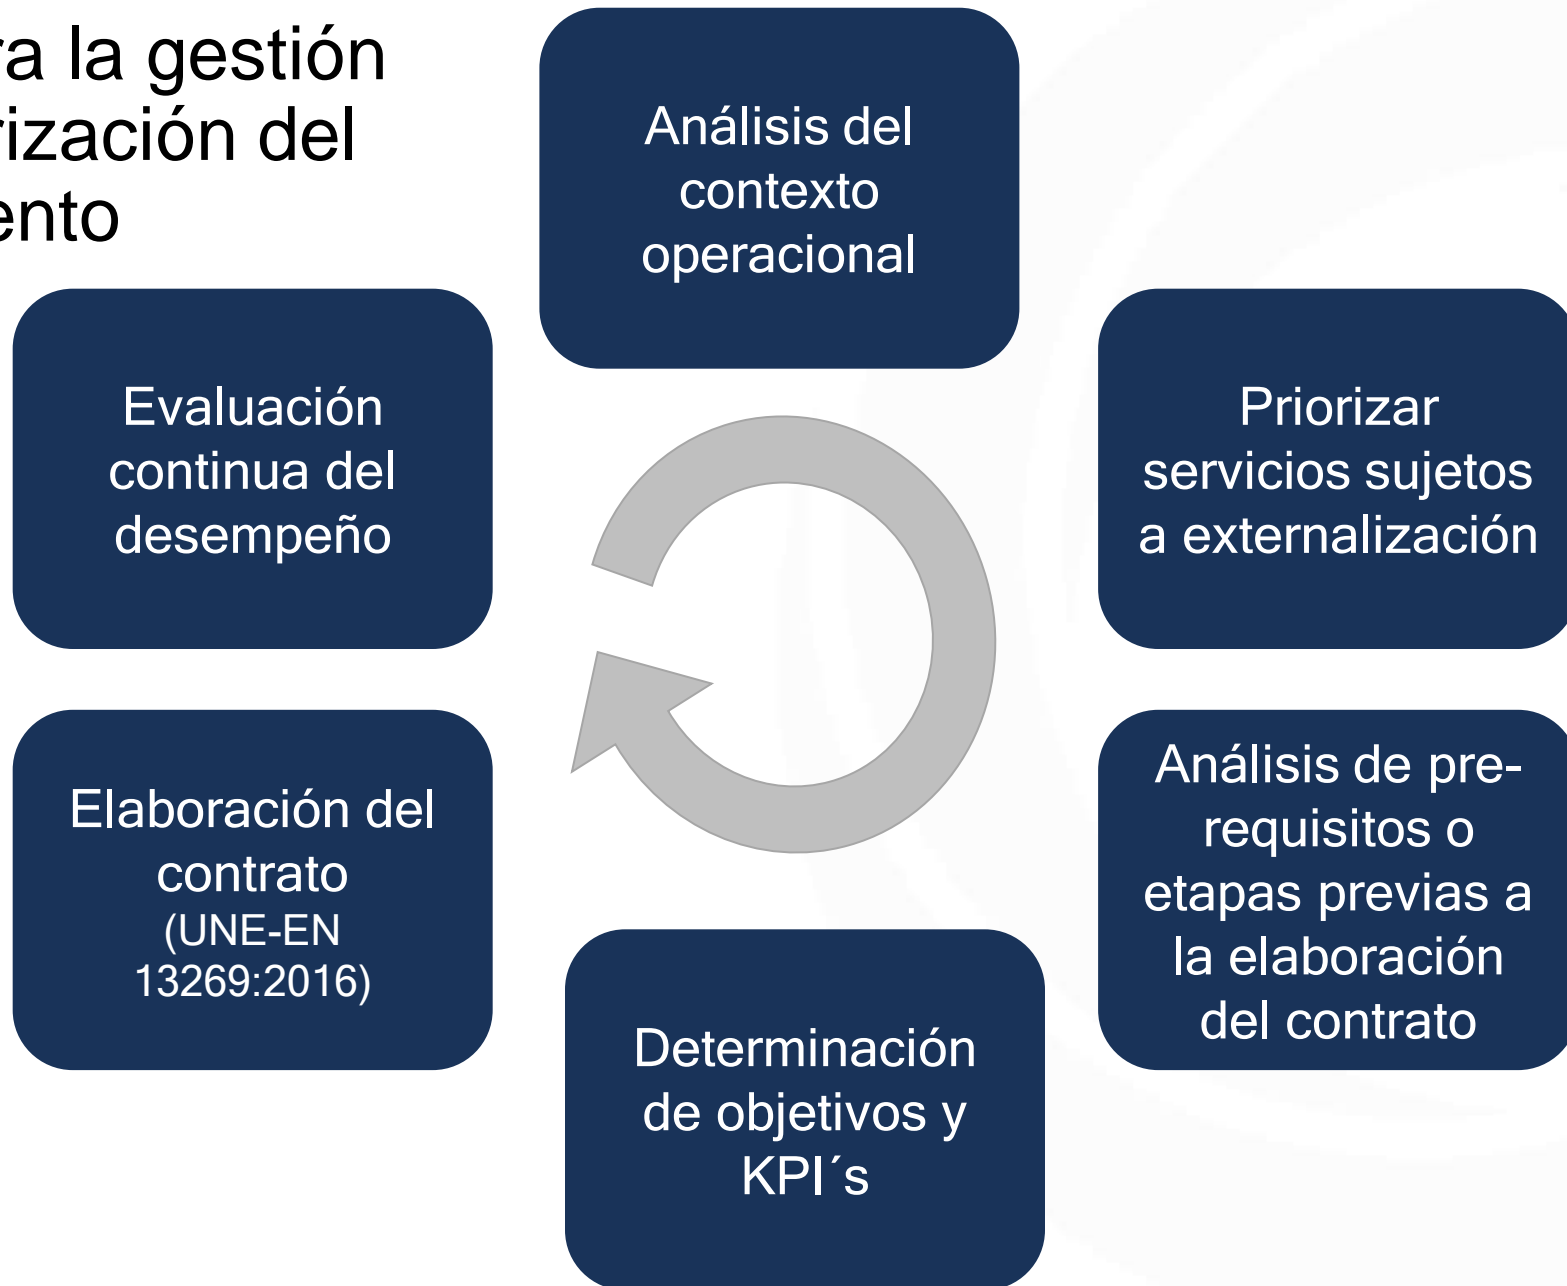 ra la gestión
rización del
ento
Análisis del
contexto
operacional
Priorizar
servicios sujetos
a externalización
Análisis de pre-
requisitos o
etapas previas a
la elaboración
del contrato
Determinación
de objetivos y
KPI´s
Elaboración del
contrato
(UNE-EN
13269:2016)
Evaluación
continua del
desempeño